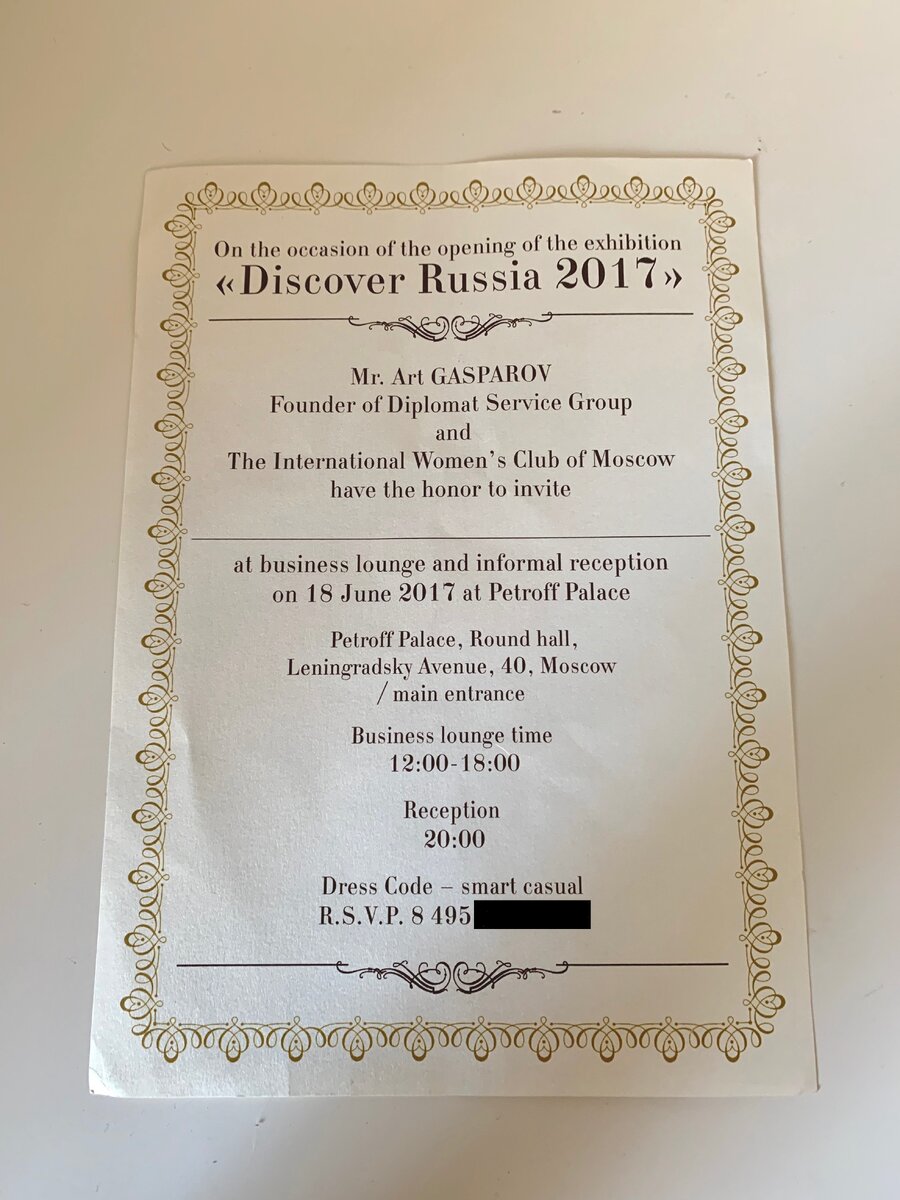 On the occasion of the opening of the exhibition
«Discover Russia 2017»
Mr. Art GASPAROV
Founder of Diplomat Service Group
and
The International Women's Club of Moscow
have the honor to invite
at business lounge and informal reception
on 18 June 2017 at Petroff Palace
Petroff Palace, Round hall,
Leningradsky Avenue, 40, Moscow
/ main entrance
Business lounge time
12:00-18:00
Reception
20:00
Dress Code – smart casual
R.S.V.P. 8 495